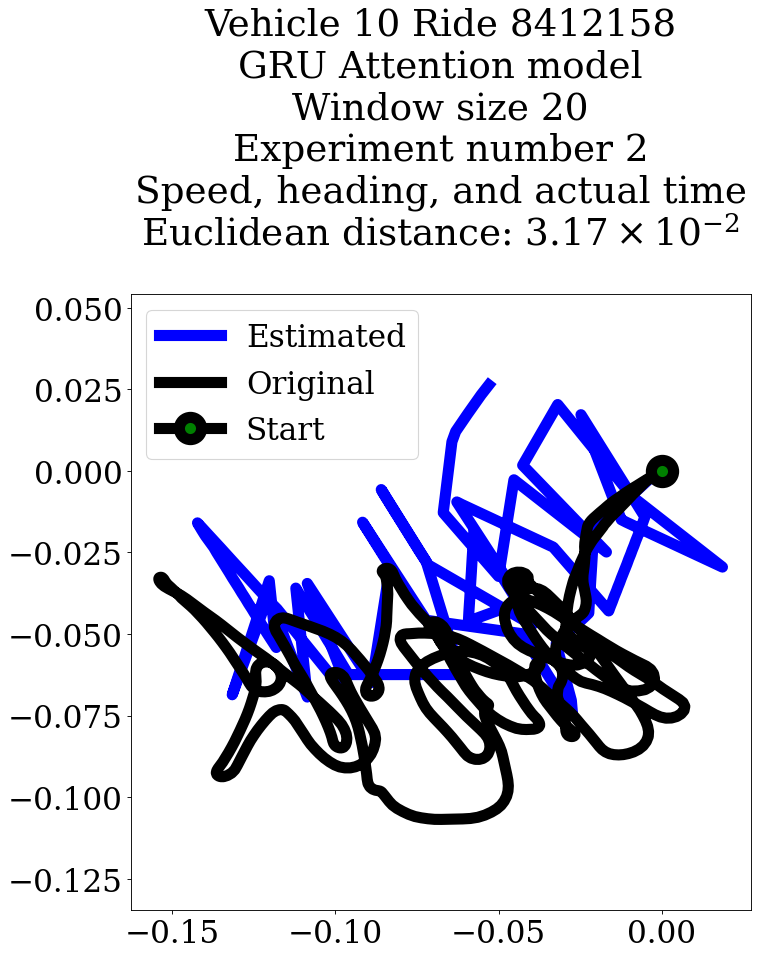 Vehicle 10 Ride 8412158
GRU Attention model
Window size 20
Experiment number 2
Speed, heading, and actual time
Euclidean distance: 3.17 × 10⁻²
0.050
0.025
0.000
−0.025
−0.050
−0.075
−0.100
−0.125
Estimated
Original
Start
−0.15 −0.10 −0.05 0.00